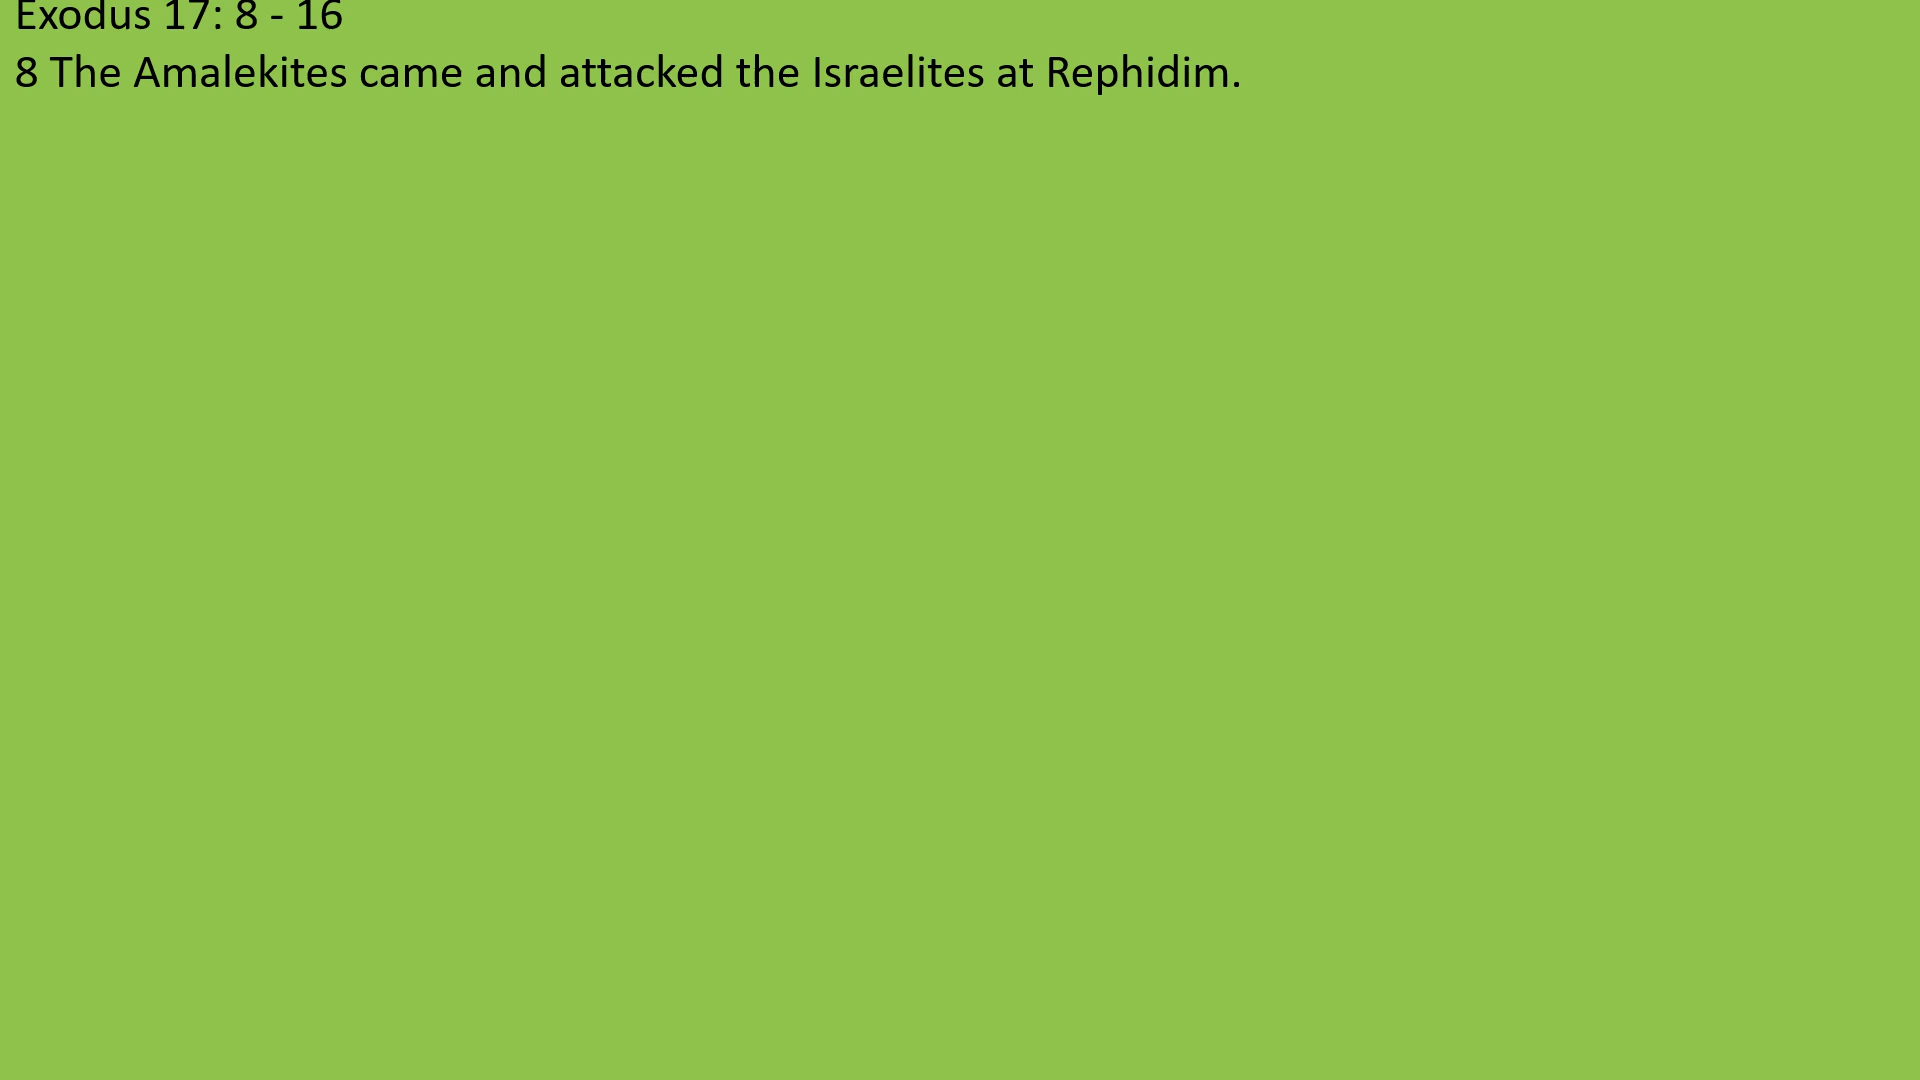 Exodus 17: 8 - 16
8 The Amalekites came and attacked the Israelites at Rephidim.